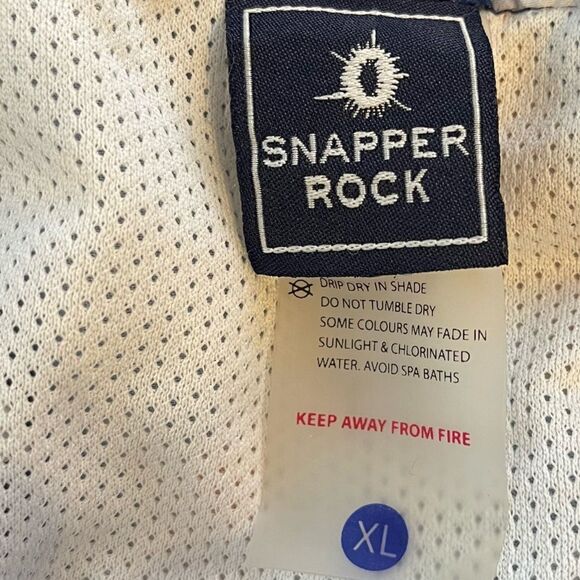 SNAPPER
ROCK
DRIP DRY IN SHADE
DO NOT TUMBLE DRY
SOME COLOURS MAY FADE IN
SUNLIGHT & CHLORINATED
WATER. AVOID SPA BATHS
KEEP AWAY FROM FIRE
XL